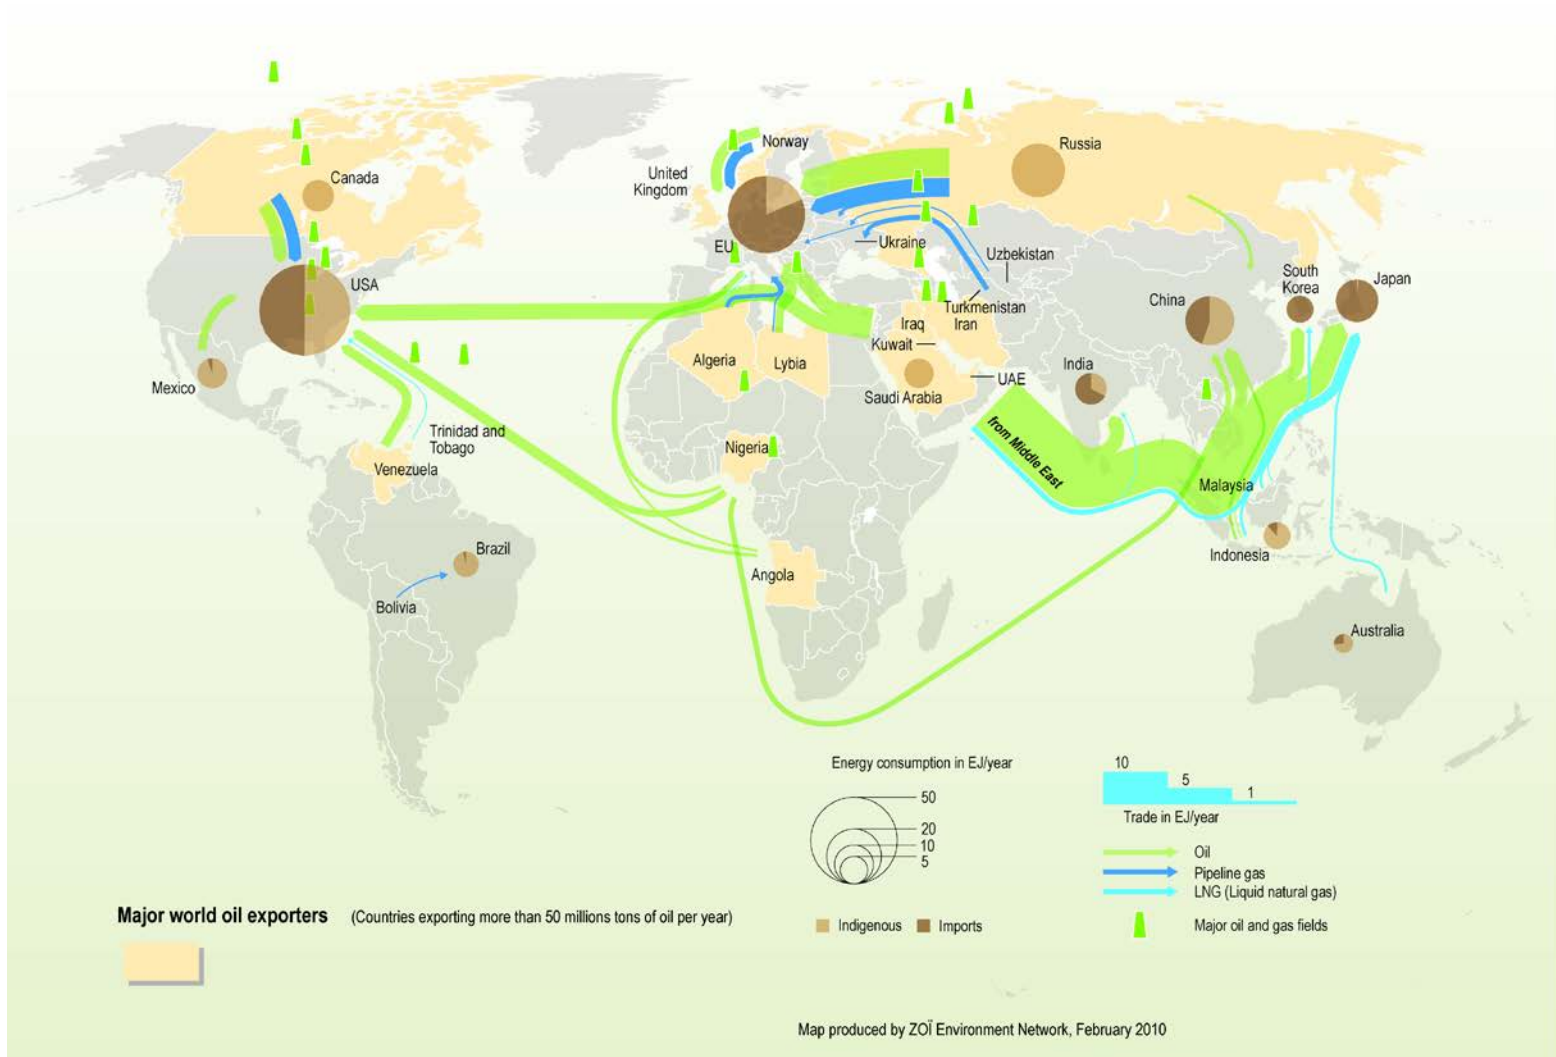 Norway
Russia
United
Kingdom
Canada
EU
Ukraine
Uzbekistan
USA
South
Korea
Japan
China
Turkmenistan
Iraq
Iran
Kuwait
Algeria
Lybia
India
UAE
Mexico
Saudi Arabia
Trinidad and
Tobago
from Middle East
Nigeria
Venezuela
Malaysia
Brazil
Indonesia
Angola
Bolivia
Australia
Energy consumption in EJ/year
50
20
10
5
10
5
1
Trade in EJ/year
Oil
Pipeline gas
LNG (Liquid natural gas)
Major world oil exporters (Countries exporting more than 50 millions tons of oil per year)
Indigenous Imports
Major oil and gas fields
Map produced by ZOÏ Environment Network, February 2010